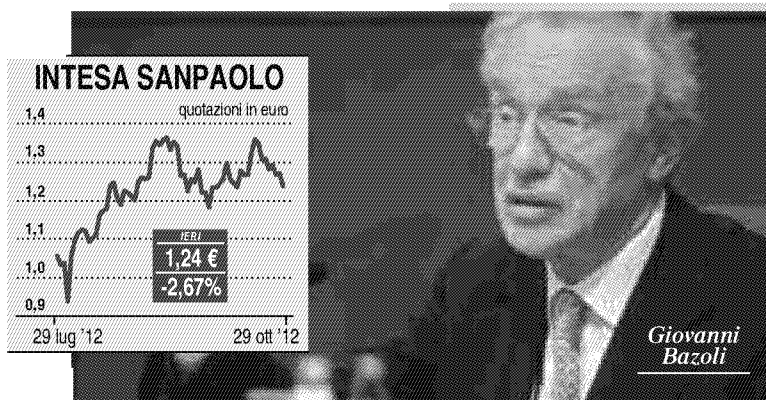 INTESA SANPAOLO
quotazioni in euro
1,4
1,3
1,2
1,1
1,0
0,9
IERI
1,24 €
-2,67%
29 lug '12
29 ott '12
Giovanni
Bazoli